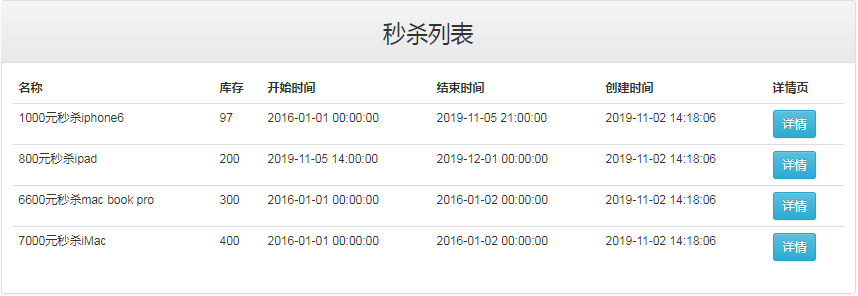 秒杀列表
名称 库存 开始时间 结束时间 创建时间 详情页
1000元秒杀iphone6 97 2016-01-01 00:00:00 2019-11-05 21:00:00 2019-11-02 14:18:06 详情
800元秒杀ipad 200 2019-11-05 14:00:00 2019-12-01 00:00:00 2019-11-02 14:18:06 详情
6600元秒杀mac book pro 300 2016-01-01 00:00:00 2016-01-02 00:00:00 2019-11-02 14:18:06 详情
7000元秒杀iMac 400 2016-01-01 00:00:00 2016-01-02 00:00:00 2019-11-02 14:18:06 详情